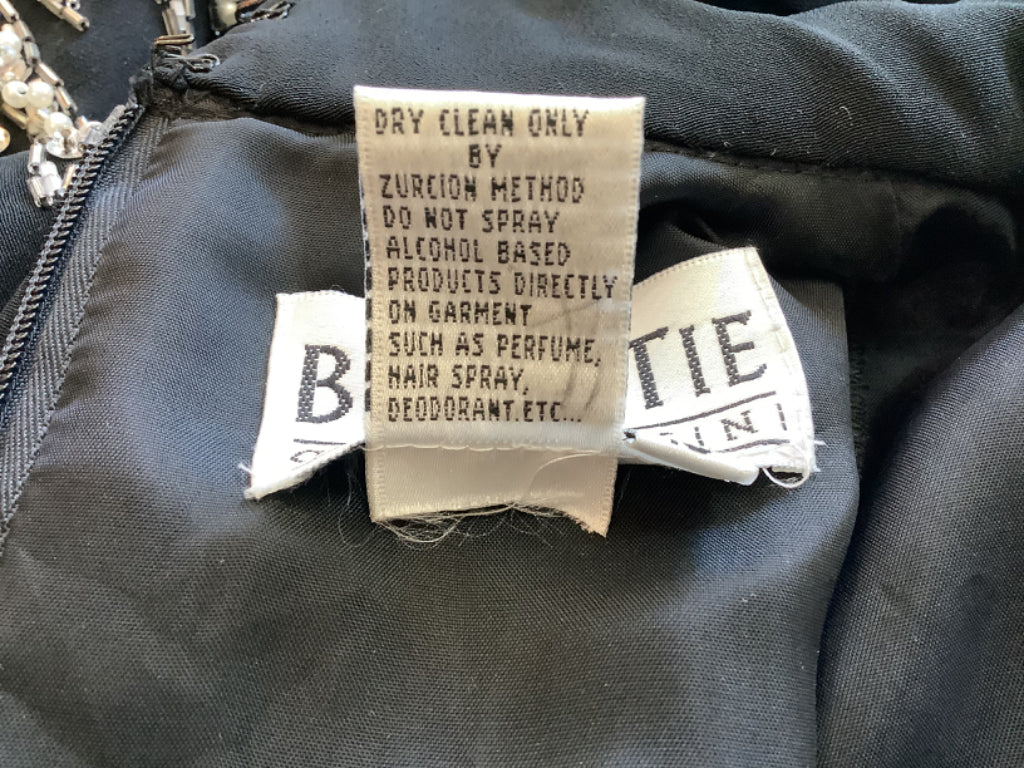 DRY CLEAN ONLY
BY
ZURCION METHOD
DO NOT SPRAY
ALCOHOL BASED
PRODUCTS DIRECTLY
ON GARMENT
SUCH AS PERFUME,
HAIR SPRAY,
DEODORANT.ETC...
B TIE